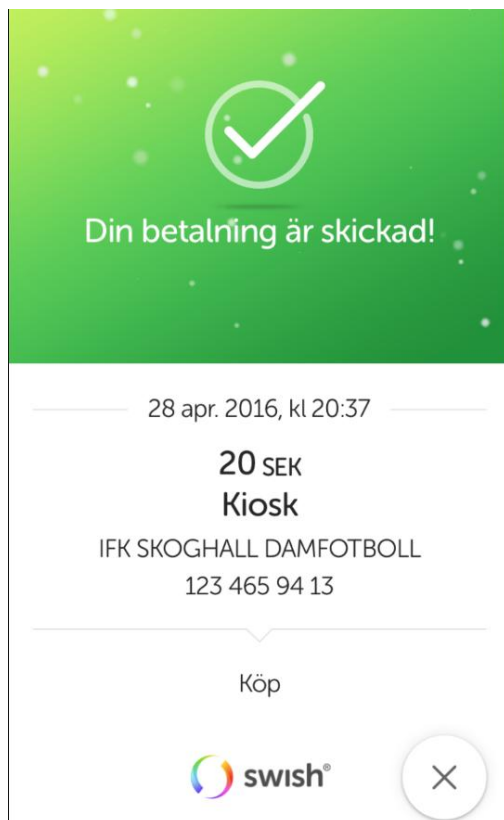 Din betalning är skickad!
28 apr. 2016, kl 20:37
20 SEK
Kiosk
IFK SKOGHALL DAMFOTBOLL
123 465 94 13
Köp
swish®